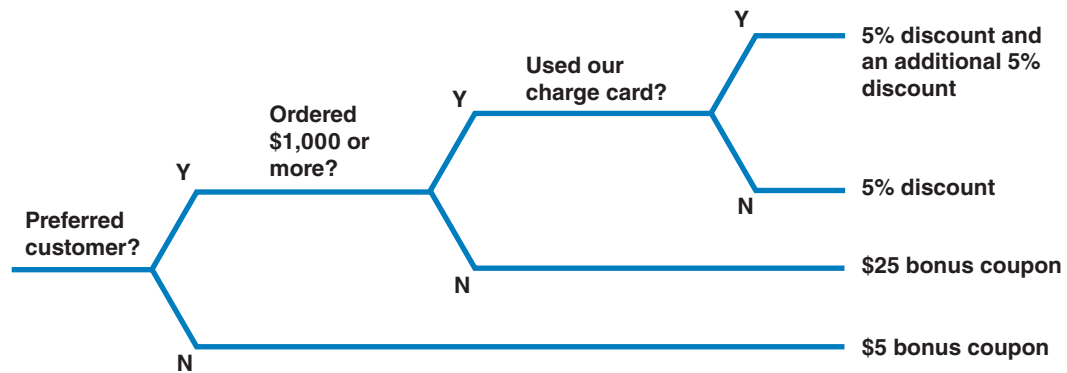 Preferred
customer?
Y
N
Ordered
$1,000 or
more?
Y
N
Used our
charge card?
Y
N
5% discount and
an additional 5%
discount
5% discount
$25 bonus coupon
$5 bonus coupon